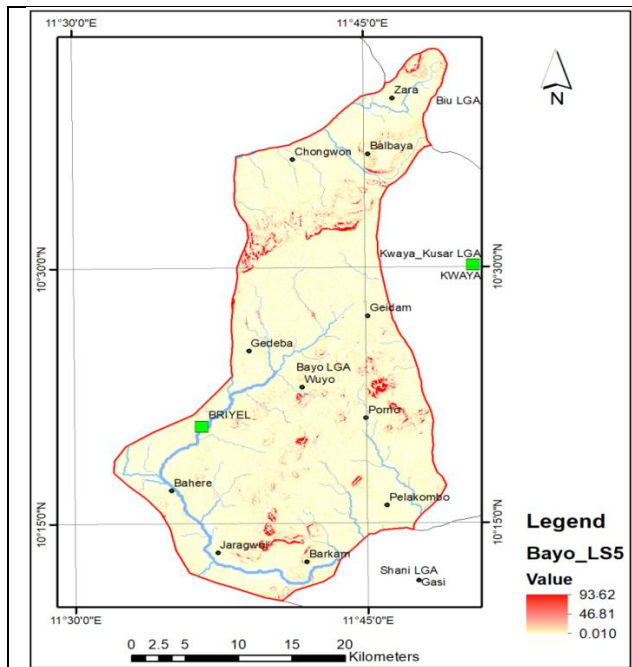 11°30'0"E
11°45'0"E
Zara
Biu LGA
N
Balbaya
Chongwon
Kwaya_Kusar LGA
10°30'0"N
10°30'0"N
KWAYA
Geidam
Gedeba
Bayo LGA
Wuyo
Pomo
BRIYEL
Bahere
Pelakombo
10°15'0"N
10°15'0"N
Legend
Bayo_LS5
Value
93.62
46.81
0.010
Jaragwol
Barkam
Shani LGA
Gasi
11°30'0"E
11°45'0"E
0 2.5 5 10 15 20
Kilometers